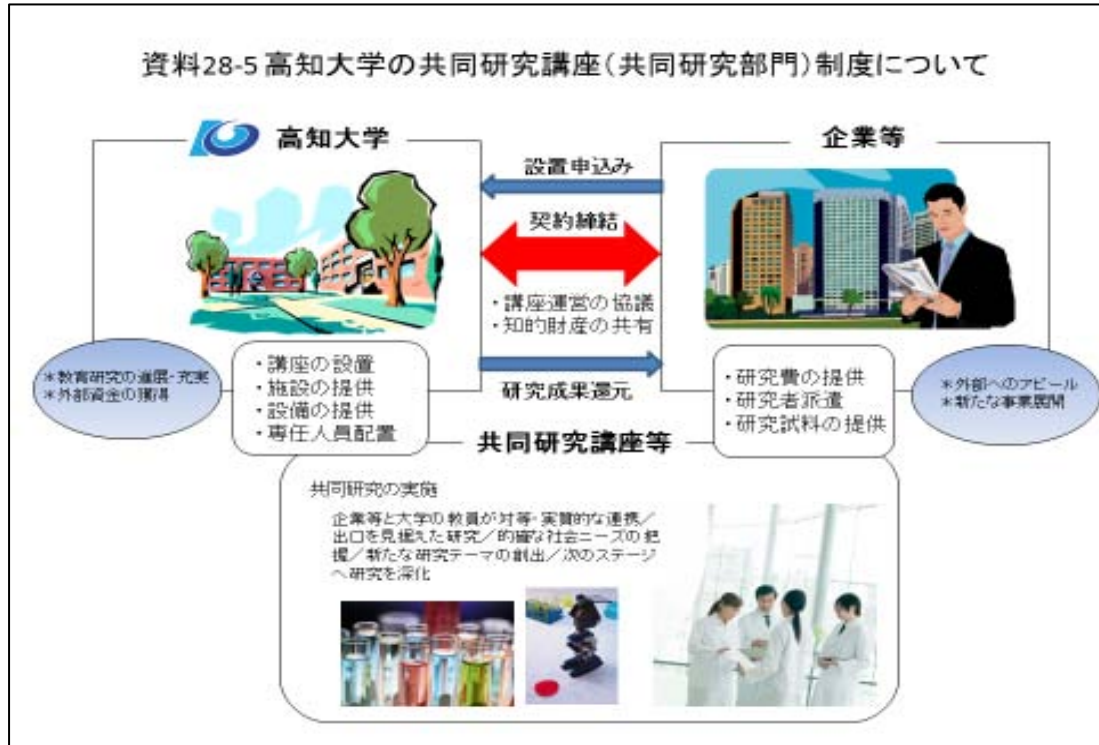 資料28-5 高知大学の共同研究講座(共同研究部門)制度について
高知大学
企業等
設置申込み
契約締結
・講座運営の協議
・知的財産の共有
研究成果還元
＊教育研究の進展・充実
＊外部資金の獲得
・講座の設置
・施設の提供
・設備の提供
・専任人員配置
・研究費の提供
・研究者派遣
・研究試料の提供
＊外部へのアピール
＊新たな事業展開
共同研究講座等
共同研究の実施
企業等と大学の教員が対等・実質的な連携／
出口を見据えた研究／的確な社会ニーズの把
握／新たな研究テーマの創出／次のステージ
へ研究を深化